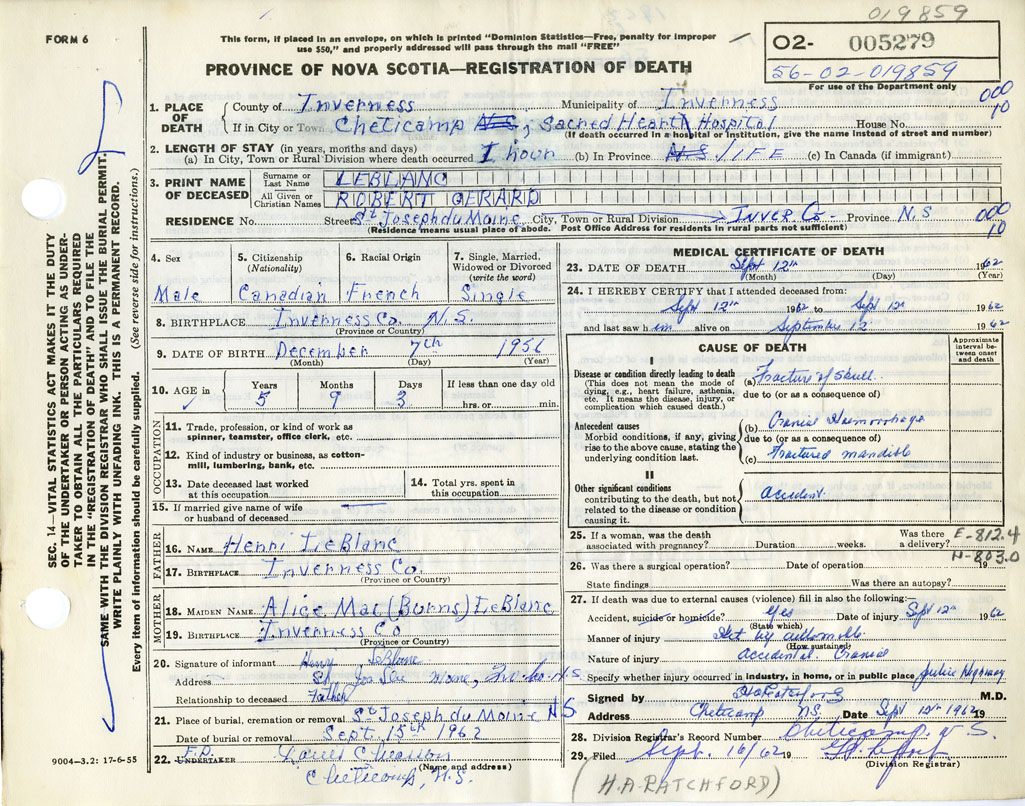 019859
FORM 6
This form, if placed in an envelope, on which is printed "Dominion Statistics—Free, penalty for improper
use $50," and properly addressed will pass through the mail "FREE"
O2- 005279
56-02-019859
For use of the Department only
PROVINCE OF NOVA SCOTIA—REGISTRATION OF DEATH
000
10
1. PLACE OF DEATH
County of Inverness Municipality of Inverness
If in City or Town Cheticamp N.S, Sacred Heart Hospital House No.
(If death occurred in a hospital or institution, give the name instead of street and number)
2. LENGTH OF STAY (in years, months and days)
(a) In City, Town or Rural Division where death occurred 1 hour (b) In Province N.S LIFE (c) In Canada (if immigrant)
3. PRINT NAME OF DECEASED
Surname or Last Name LEBLANC
All Given or Christian Names ROBERT GERARD
RESIDENCE No. Street St Joseph du Moine City, Town or Rural Division INVER. Co- Province N.S
000
10
(Residence means usual place of abode. Post Office Address for residents in rural parts not sufficient)
4. Sex
Male
5. Citizenship
(Nationality)
Canadian
6. Racial Origin
French
7. Single, Married,
Widowed or Divorced
(write the word)
Single
8. BIRTHPLACE Inverness Co. N.S.
(Province or Country)
9. DATE OF BIRTH December 7th 1956
(Month) (Day) (Year)
10. AGE in
Years Months Days If less than one day old
✓ 5 9 3 hrs. or min.
OCCUPATION
11. Trade, profession, or kind of work as
spinner, teamster, office clerk, etc.
12. Kind of industry or business, as cotton-
mill, lumbering, bank, etc.
13. Date deceased last worked
at this occupation
14. Total yrs. spent in
this occupation
15. If married give name of wife
or husband of deceased
FATHER
16. NAME Henri LeBlanc
17. BIRTHPLACE Inverness Co.
(Province or Country)
MOTHER
18. MAIDEN NAME Alice Mae (Burns) LeBlanc
19. BIRTHPLACE Inverness Co
(Province or Country)
20. Signature of informant Henry LeBlanc
Address Moine, Inv. Co. N.S.
Relationship to deceased Father
21. Place of burial, cremation or removal St Joseph du Moine N.S.
Date of burial or removal Sept. 15th 1962
22. F.D. UNDERTAKER Louis Chiasson
(Name and address)
Cheticamp, N.S.
9004—3.2: 17-6-55
MEDICAL CERTIFICATE OF DEATH
23. DATE OF DEATH Sept 12th 1962
(Month) (Day) (Year)
24. I HEREBY CERTIFY that I attended deceased from:
Sept 12th 1962 to Sept 12th 1962
and last saw him alive on September 12 1962
CAUSE OF DEATH
Approximate
interval be-
tween onset
and death
I
Disease or condition directly leading to death
(This does not mean the mode of
dying, e.g., heart failure, asthenia,
etc. It means the disease, injury, or
complication which caused death.)
(a) Fracture of skull
due to (or as a consequence of)
Antecedent causes
Morbid conditions, if any, giving
rise to the above cause, stating the
underlying condition last.
(b) Cranial Haemorrhage
due to (or as a consequence of)
(c) Fractured mandible
II
Other significant conditions
contributing to the death, but not
related to the disease or condition
causing it.
accident
25. If a woman, was the death
associated with pregnancy? Duration weeks. Was there
a delivery?
E-812.4
N-803.0
26. Was there a surgical operation? Date of operation 19
State findings Was there an autopsy?
27. If death was due to external causes (violence) fill in also the following:—
Accident, suicide or homicide? Yes Date of injury Sept 12th 1962
(State which)
Manner of injury Hit by automobile
(How sustained)
Nature of injury Accidental Cranial
Specify whether injury occurred in industry, in home, or in public place Public Highway
Signed by M.D.
Address Cheticamp N.S. Date Sept 12th 1962 19
28. Division Registrar's Record Number Cheticamp, N.S.
29. Filed Sept. 16/62 19
(Division Registrar)
(H.A. RATCHFORD)
SEC. 14—VITAL STATISTICS ACT MAKES IT THE DUTY
OF THE UNDERTAKER OR PERSON ACTING AS UNDER-
TAKER TO OBTAIN ALL THE PARTICULARS REQUIRED
IN THE "REGISTRATION OF DEATH" AND TO FILE THE
SAME WITH THE DIVISION REGISTRAR WHO SHALL ISSUE THE BURIAL PERMIT.
WRITE PLAINLY WITH UNFADING INK. THIS IS A PERMANENT RECORD.
Every item of information should be carefully supplied. (See reverse side for instructions.)